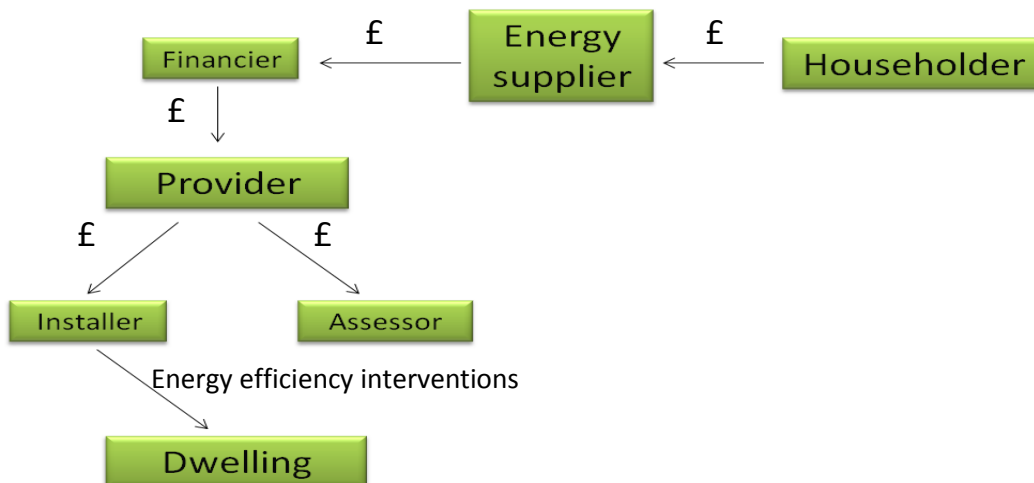 £
£
Energy
supplier
Householder
Financier
£
Provider
£
£
Installer
Assessor
Energy efficiency interventions
Dwelling